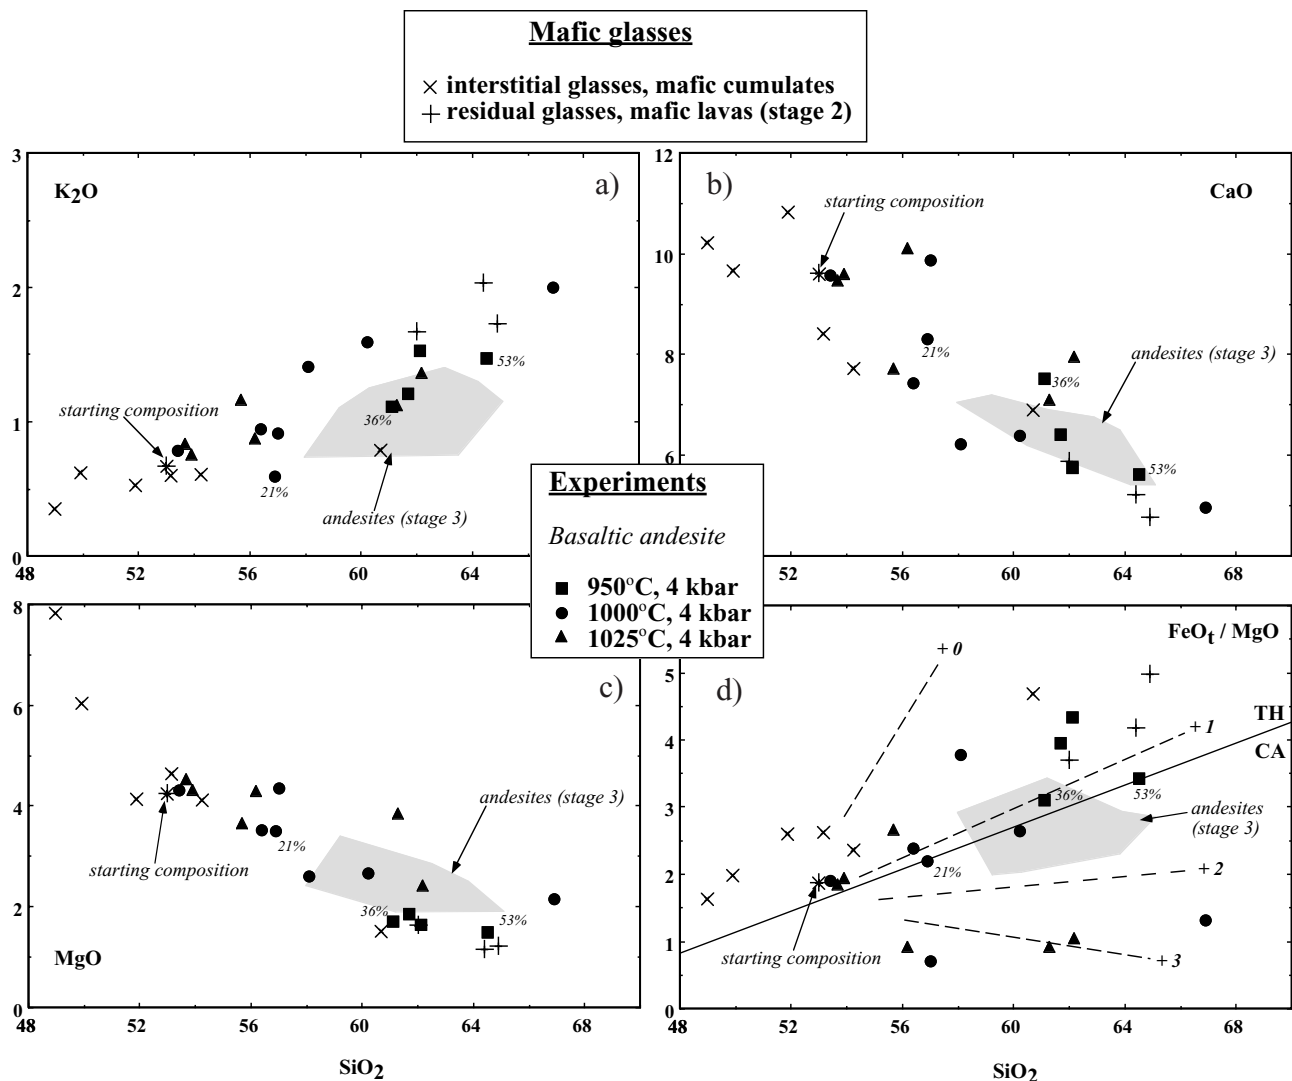 Mafic glasses
× interstitial glasses, mafic cumulates
+ residual glasses, mafic lavas (stage 2)
3
K2O
a)
2
starting composition
53%
36%
1
21%
andesites (stage 3)
0
48
52
56
60
64
12
b)
CaO
starting composition
10
8
21%
andesites (stage 3)
36%
6
53%
52
56
60
64
68
Experiments
Basaltic andesite
■ 950°C, 4 kbar
● 1000°C, 4 kbar
▲ 1025°C, 4 kbar
8
c)
6
andesites (stage 3)
4
starting composition
21%
36%
53%
2
MgO
0
48
52
56
60
64
68
SiO2
FeOt / MgO
d)
+ 0
5
TH
+ 1
CA
4
3
36%
53%
andesites
(stage 3)
21%
+ 2
2
1
starting composition
+ 3
0
48
52
56
60
64
68
SiO2